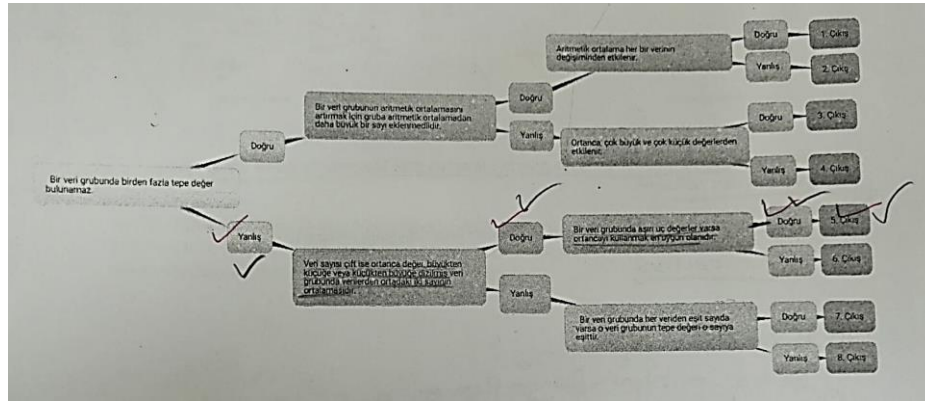 Aritmetik ortalama her bir verinin
değişiminden etkilenir.
Doğru
1. Çıkış
Yanlış
2. Çıkış
Bir veri grubunun aritmetik ortalamasını
artırmak için gruba aritmetik ortalamadan
daha büyük bir sayı eklenmedlidir.
Doğru
Yanlış
Ortanca, çok büyük ve çok küçük değerlerden
etkilenir.
Doğru
3. Çıkış
Yanlış
4. Çıkış
Doğru
Bir veri grubunda birden fazla tepe değer
bulunamaz.
Yanlış
Veri sayısı çift ise ortanca değer, büyükten
küçüğe veya küçükten büyüğe dizilmiş veri
grubunda verilerden ortadaki iki sayının
ortalamasıdır.
Doğru
Yanlış
Bir veri grubunda aşırı uç değerler varsa
ortancayı kullanmak en uygun olanıdır.
Doğru
5. Çıkış
Yanlış
6. Çıkış
Bir veri grubunda her veriden eşit sayıda
varsa o veri grubunun tepe değeri o sayıya
eşittir.
Doğru
7. Çıkış
Yanlış
8. Çıkış